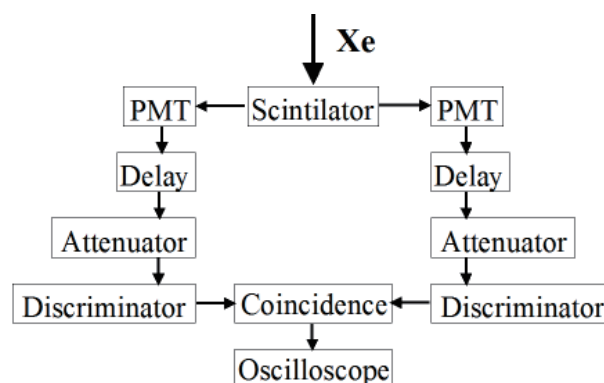 Xe
PMT Scintilator PMT
Delay Delay
Attenuator Attenuator
Discriminator Coincidence Discriminator
Oscilloscope